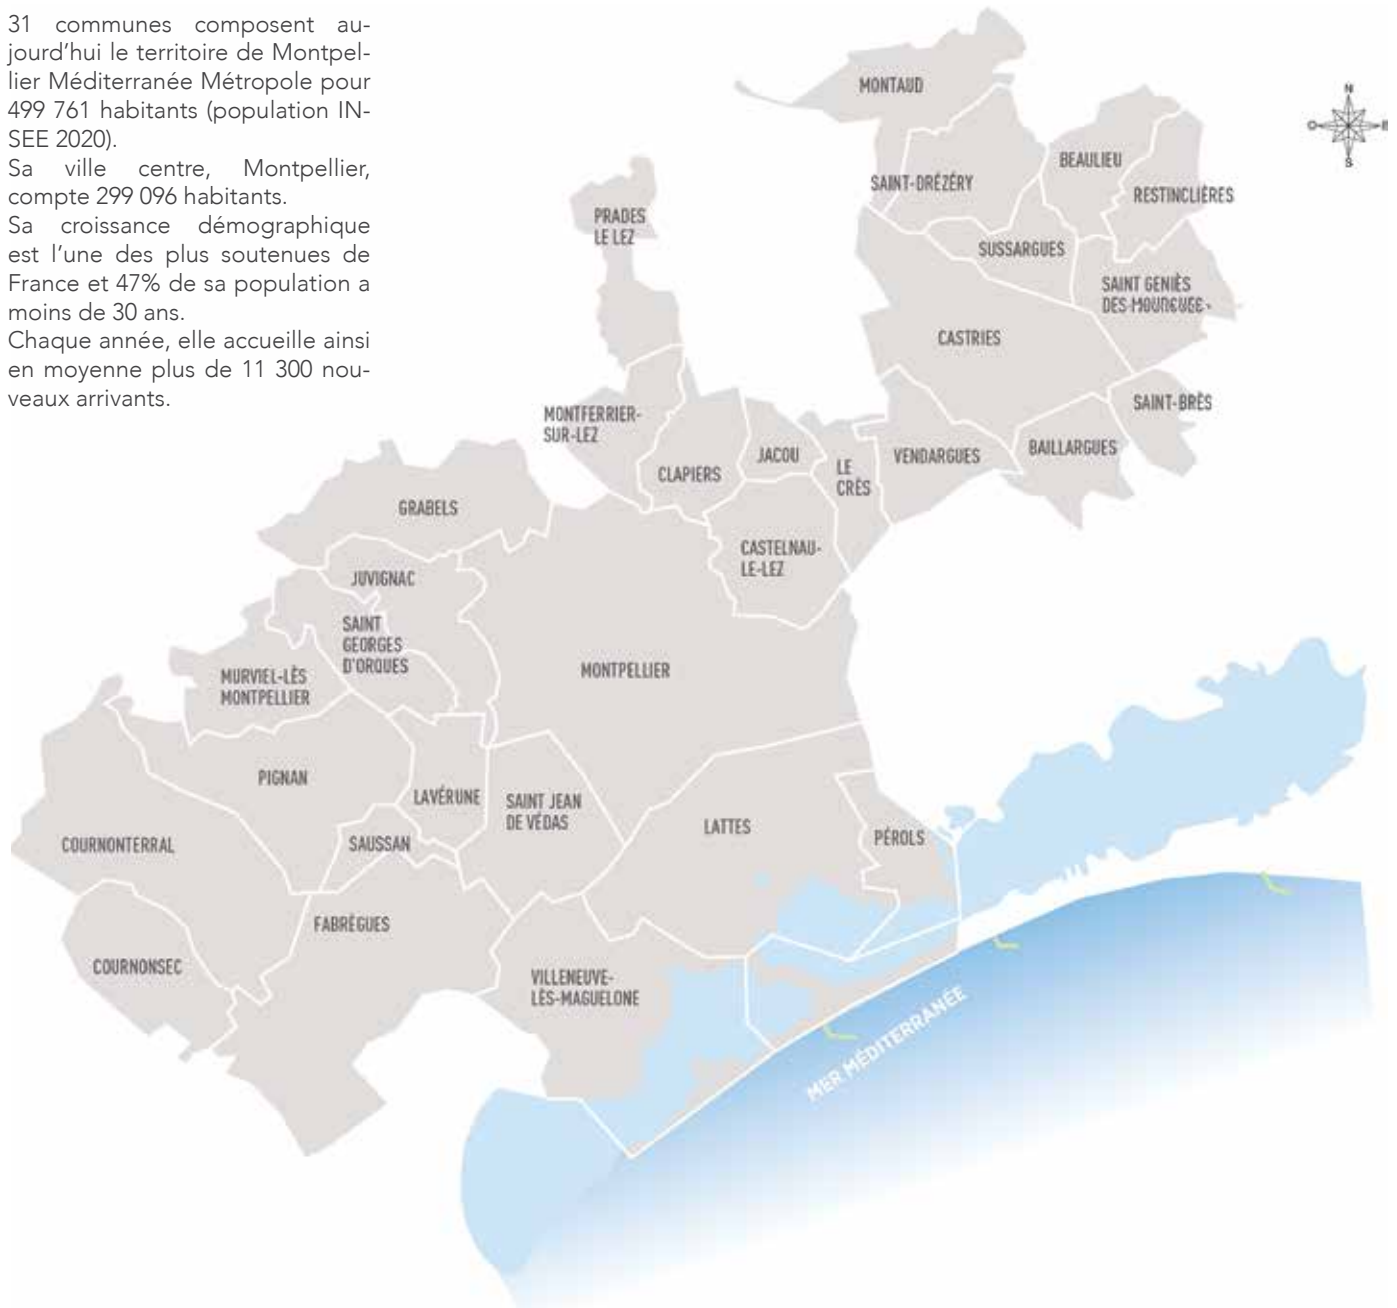 31 communes composent au-
jourd'hui le territoire de Montpel-
lier Méditerranée Métropole pour
499 761 habitants (population IN-
SEE 2020).
Sa ville centre, Montpellier,
compte 299 096 habitants.
Sa croissance démographique
est l'une des plus soutenues de
France et 47% de sa population a
moins de 30 ans.
Chaque année, elle accueille ainsi
en moyenne plus de 11 300 nou-
veaux arrivants.
MONTAUD
N
O
E
S
BEAULIEU
SAINT-DRÉZÉRY
RESTINCLIÈRES
PRADES
LE LEZ
SUSSARGUES
SAINT GENIÈS
DES
CASTRIES
SAINT-BRÈS
MONTFERRIER-
SUR-LEZ
BAILLARGUES
VENDARGUES
JACOU
LE
CRÈS
CLAPIERS
GRABELS
CASTELNAU-
LE-LEZ
JUVIGNAC
SAINT
GEORGES
D'ORQUES
MONTPELLIER
MURVIEL-LÈS
MONTPELLIER
PIGNAN
LAVÉRUNE
SAINT JEAN
DE VÉDAS
LATTES
PÉROLS
COURNONTERRAL
SAUSSAN
FABRÈGUES
COURNONSEC
VILLENEUVE-
LÈS-MAGUELONE
MER MÉDITERRANÉE